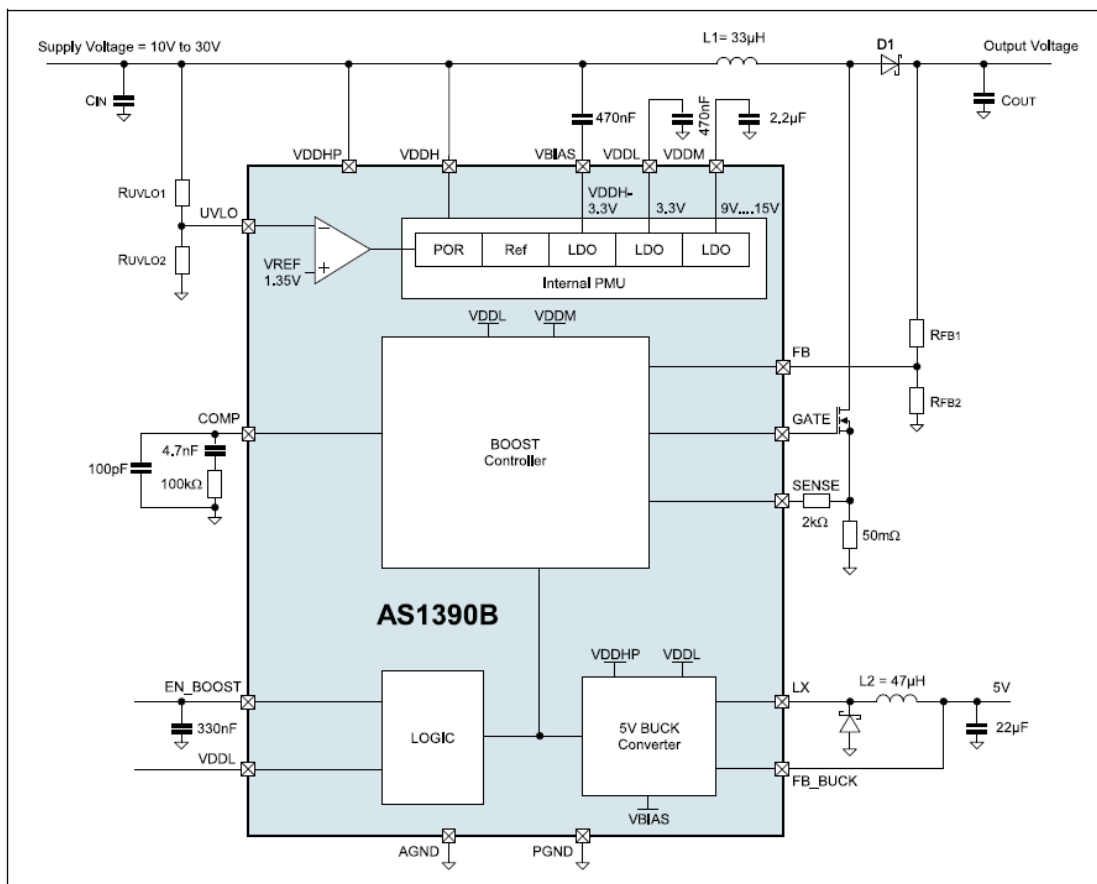 Supply Voltage = 10V to 30V
L1= 33µH
D1
Output Voltage
CIN
470nF
470nF
2.2µF
COUT
VDDHP
VDDH
VBIAS
VDDL
VDDM
RUVLO1
UVLO
VDDH-
3.3V
3.3V
9V....15V
POR
Ref
LDO
LDO
LDO
RUVLO2
VREF
1.35V
Internal PMU
VDDL
VDDM
RFB1
FB
RFB2
COMP
GATE
BOOST
Controller
4.7nF
100pF
100kΩ
SENSE
2kΩ
50mΩ
AS1390B
VDDHP
VDDL
EN_BOOST
LX
L2 = 47µH
5V
330nF
LOGIC
5V BUCK
Converter
22µF
VDDL
FB_BUCK
VBIAS
AGND
PGND